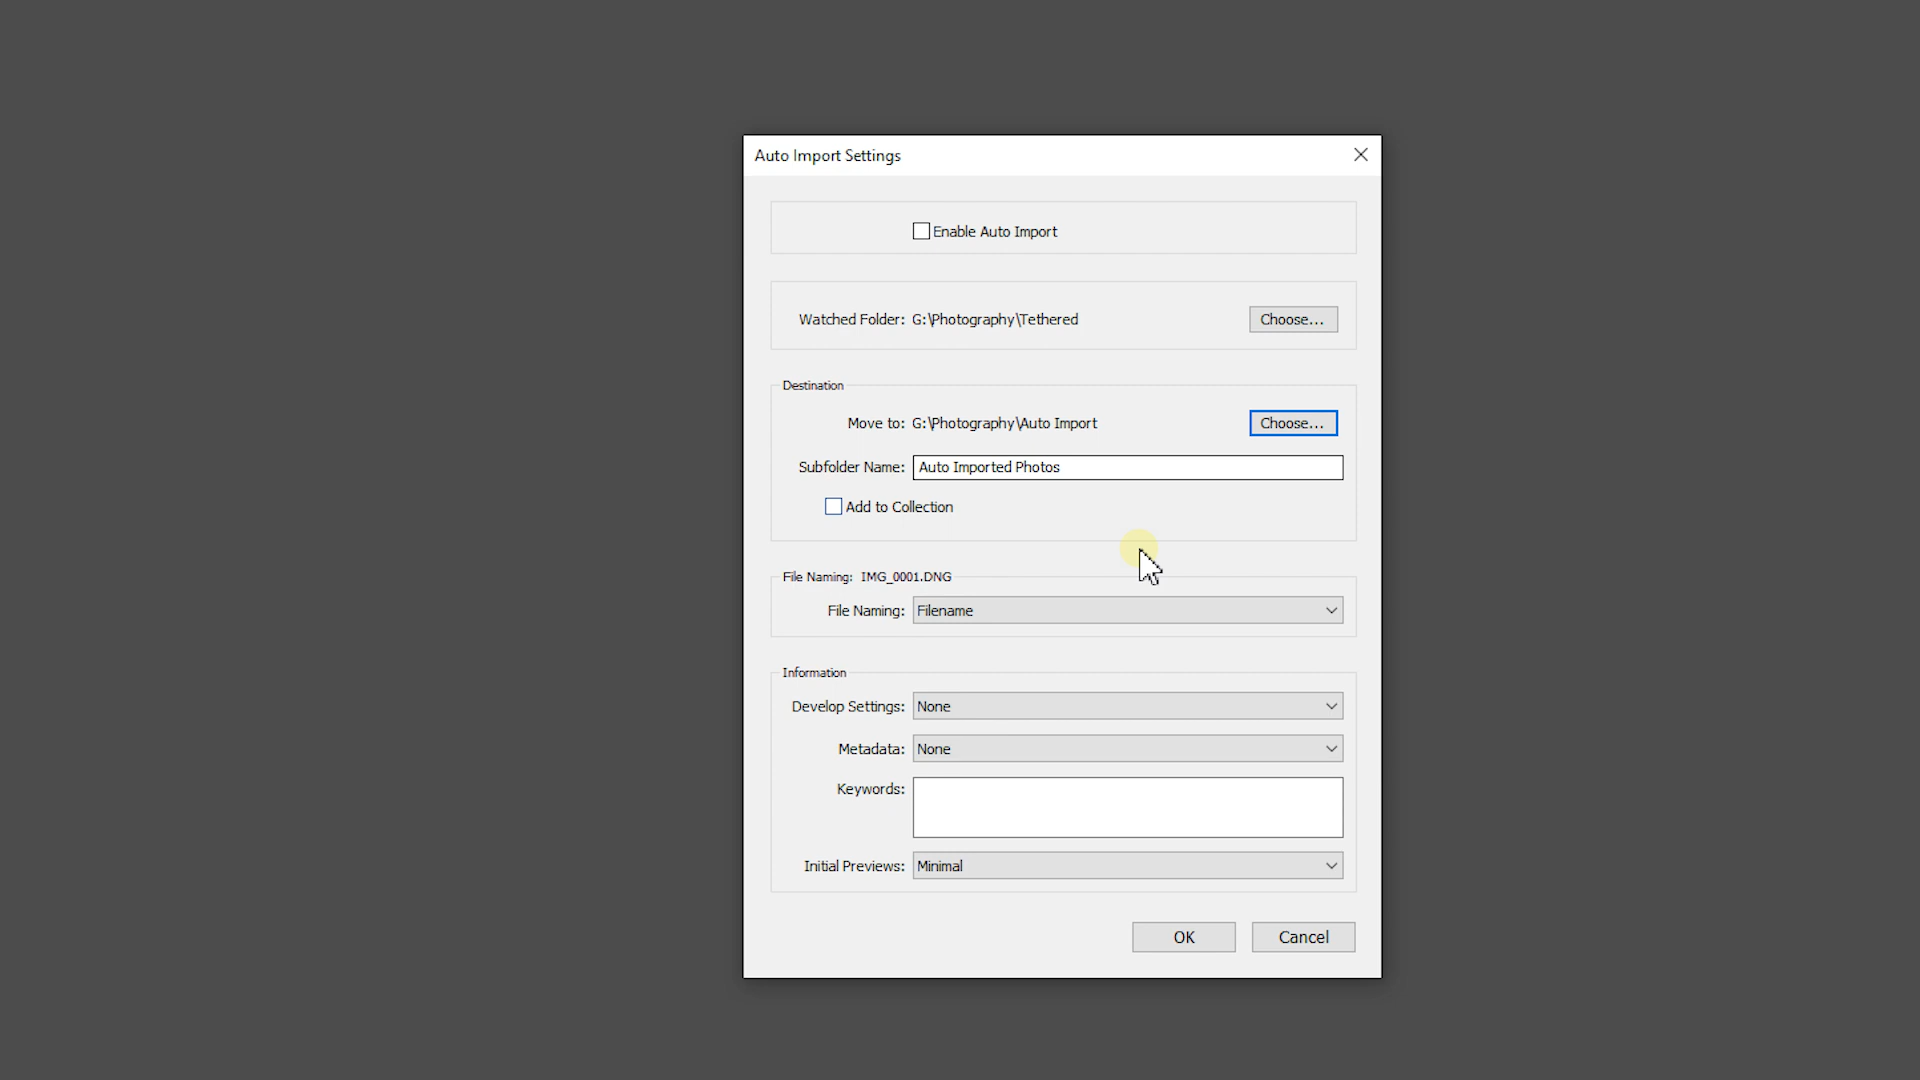 Auto Import Settings
Enable Auto Import
Watched Folder: G:\Photography\Tethered Choose...
Destination
Move to: G:\Photography\Auto Import Choose...
Subfolder Name: Auto Imported Photos
Add to Collection
File Naming: IMG_0001.DNG
File Naming: Filename
Information
Develop Settings: None
Metadata: None
Keywords:
Initial Previews: Minimal
OK Cancel